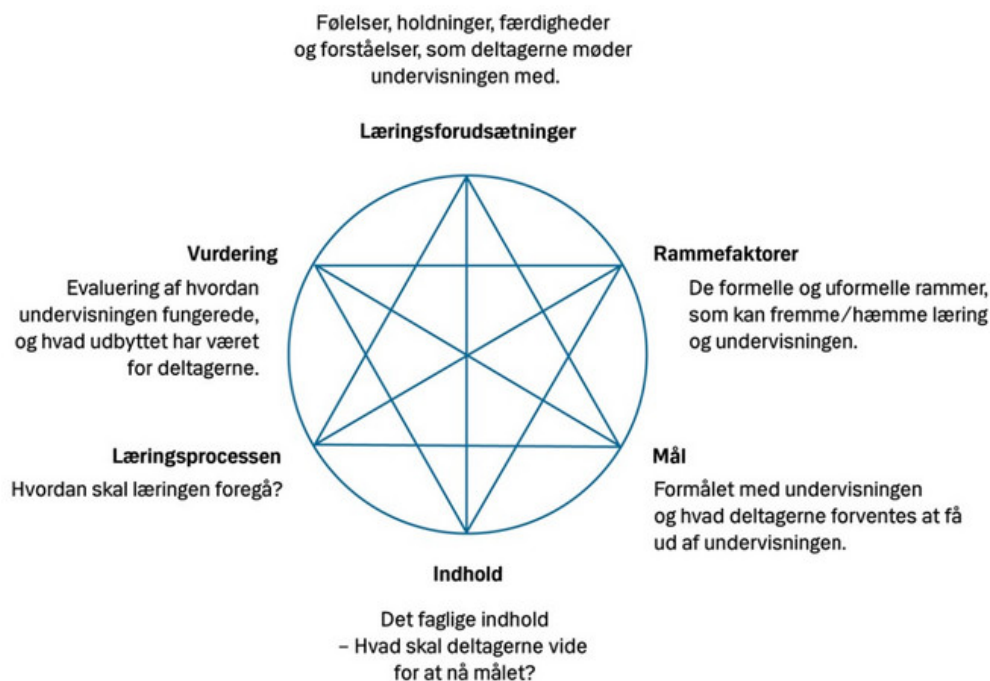 Følelser, holdninger, færdigheder
og forståelser, som deltagerne møder
undervisningen med.
Læringsforudsætninger
Vurdering
Evaluering af hvordan
undervisningen fungerede,
og hvad udbyttet har været
for deltagerne.
Rammefaktorer
De formelle og uformelle rammer,
som kan fremme/hæmme læring
og undervisningen.
Læringsprocessen
Hvordan skal læringen foregå?
Mål
Formålet med undervisningen
og hvad deltagerne forventes at få
ud af undervisningen.
Indhold
Det faglige indhold
– Hvad skal deltagerne vide
for at nå målet?